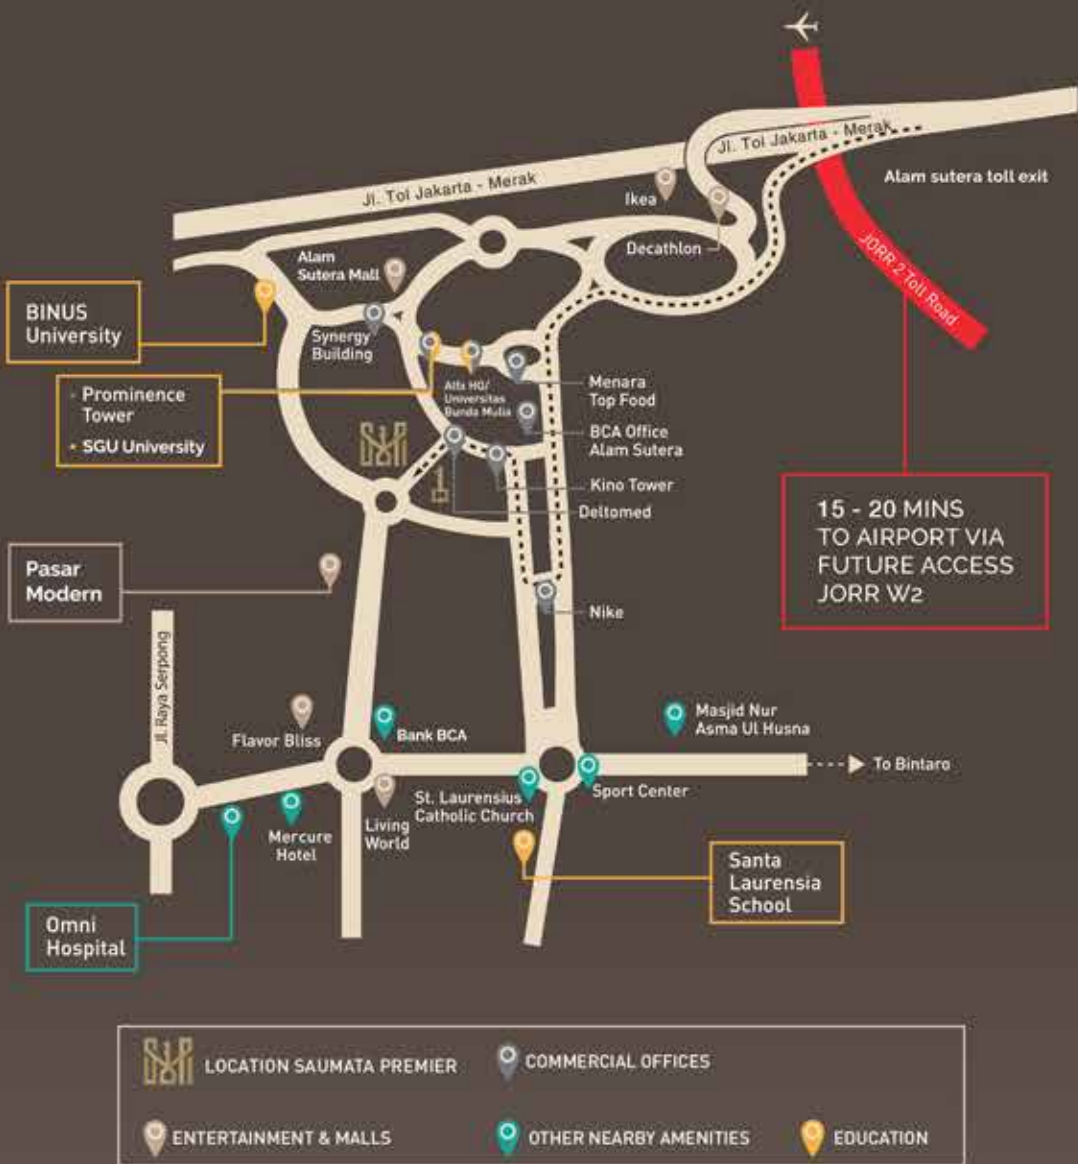 Jl. Tol Jakarta - Merak
Jl. Tol Jakarta - Merak
Alam sutera toll exit
Ikea
Decathlon
JORR 2 Toll Road
Alam
Sutera Mall
BINUS
University
Synergy
Building
Alfa HQ/
Universitas
Bunda Mulia
Menara
Top Food
Prominence
Tower
SGU University
BCA Office
Alam Sutera
Kino Tower
Deltomed
15 - 20 MINS
TO AIRPORT VIA
FUTURE ACCESS
JORR W2
Pasar
Modern
Nike
Jl. Raya Serpong
Flavor Bliss
Bank BCA
Masjid Nur
Asma Ul Husna
To Bintaro
Sport Center
St. Laurensius
Catholic Church
Living
World
Mercure
Hotel
Santa
Laurensia
School
Omni
Hospital
LOCATION SAUMATA PREMIER
COMMERCIAL OFFICES
ENTERTAINMENT & MALLS
OTHER NEARBY AMENITIES
EDUCATION